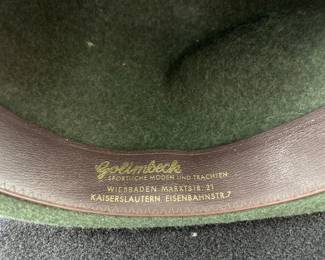 Golimbeck
SPORTLICHE MODEN UND TRACHTEN
WIESBADEN MARKTSTR. 21
KAISERSLAUTERN EISENBAHNSTR. 7